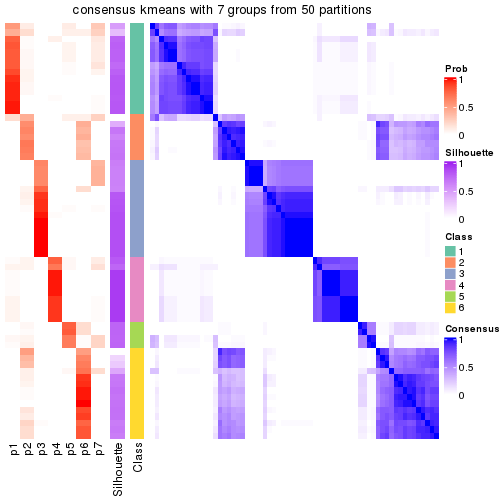 consensus kmeans with 7 groups from 50 partitions
Prob
1
0.5
0
Silhouette
1
0.5
0
Class
1
2
3
4
5
6
Consensus
1
0.5
0
p1
p2
p3
p4
p5
p6
p7
Silhouette
Class